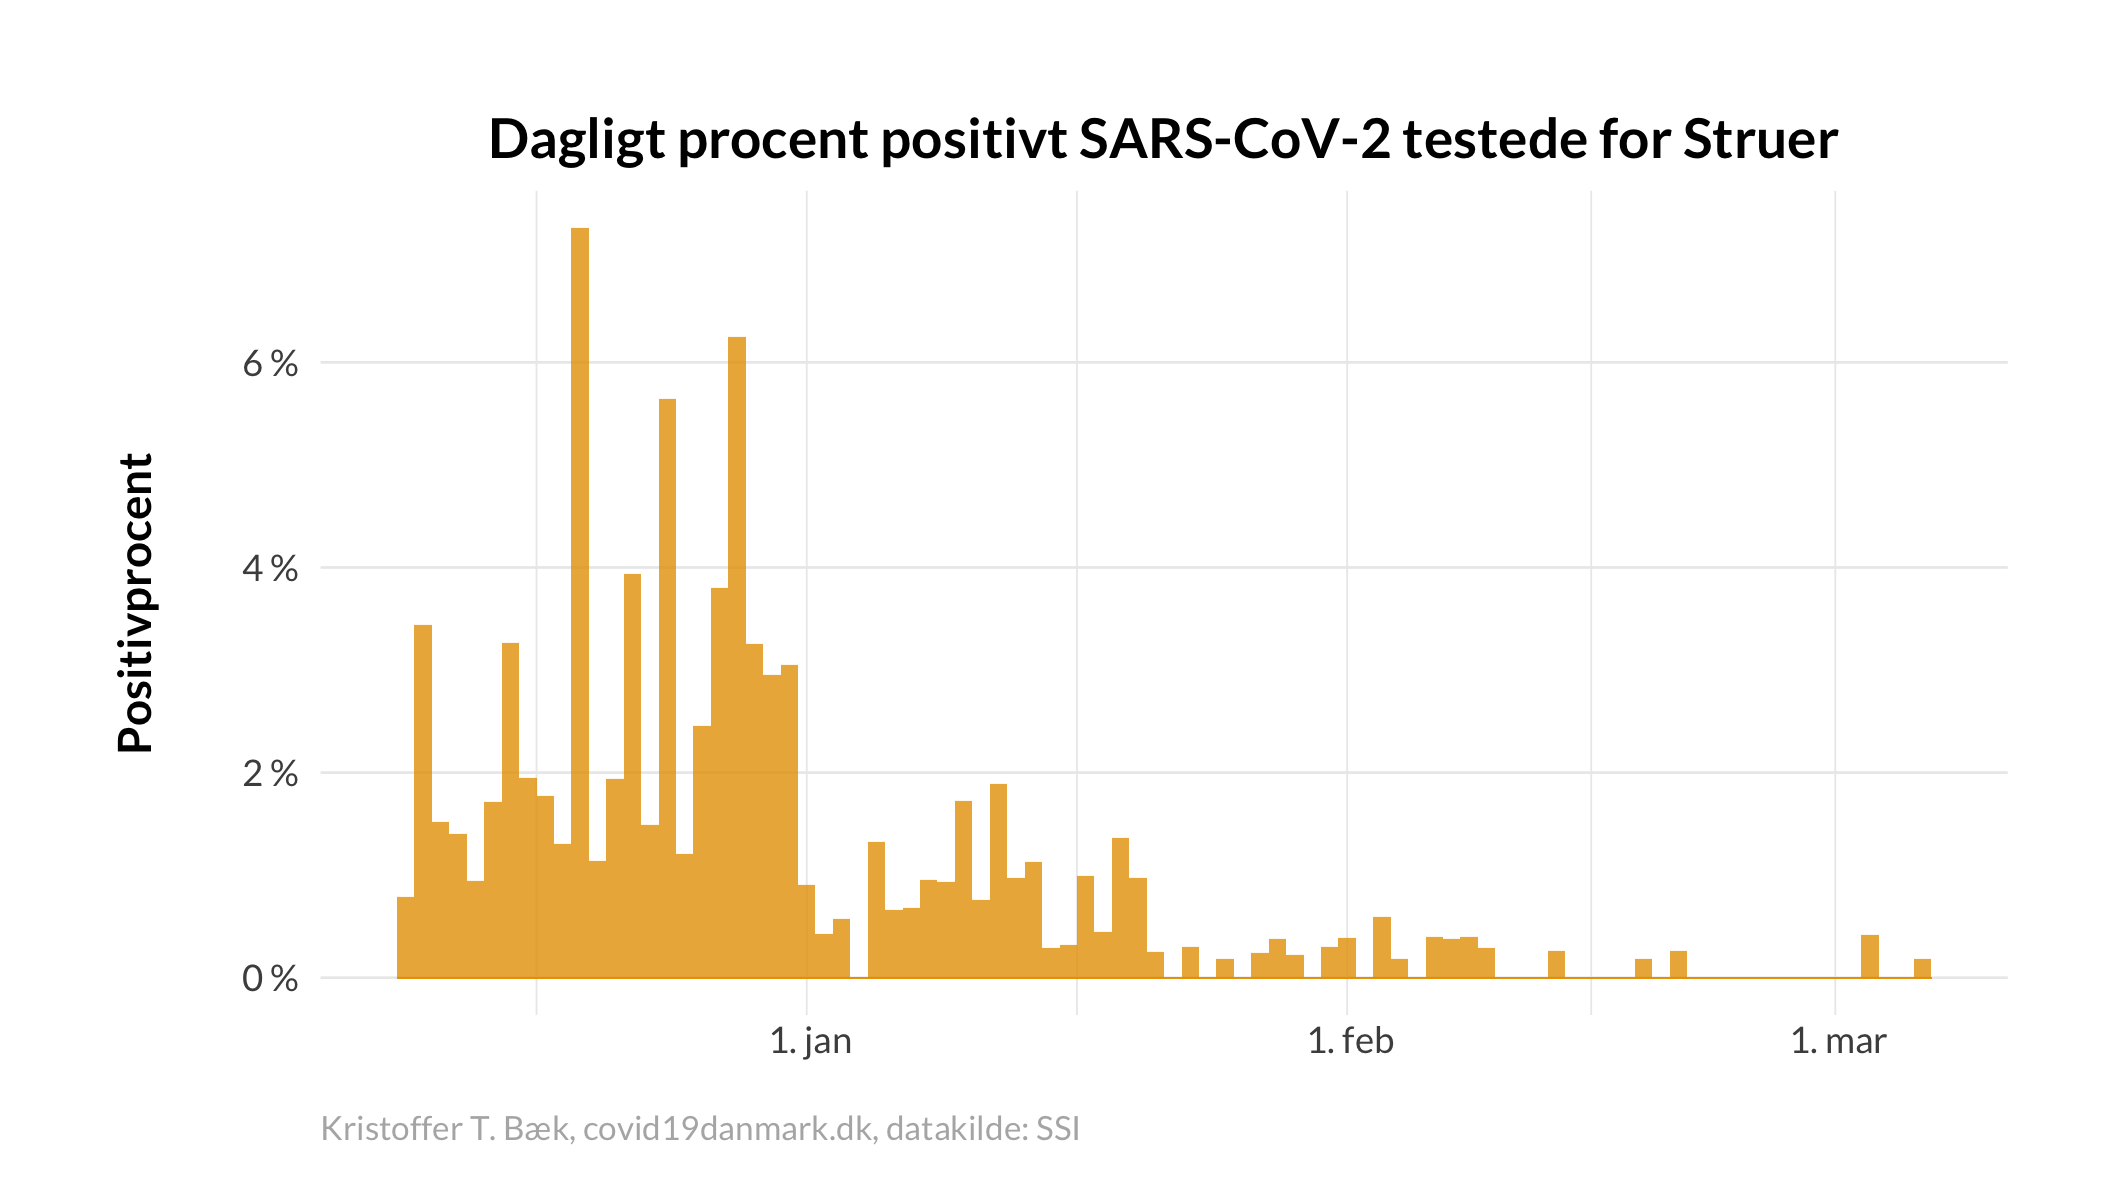 Dagligt procent positivt SARS-CoV-2 testede for Struer
Positivprocent
6 %
4 %
2 %
0 %
1. jan
1. feb
1. mar
Kristoffer T. Bæk, covid19danmark.dk, datakilde: SSI